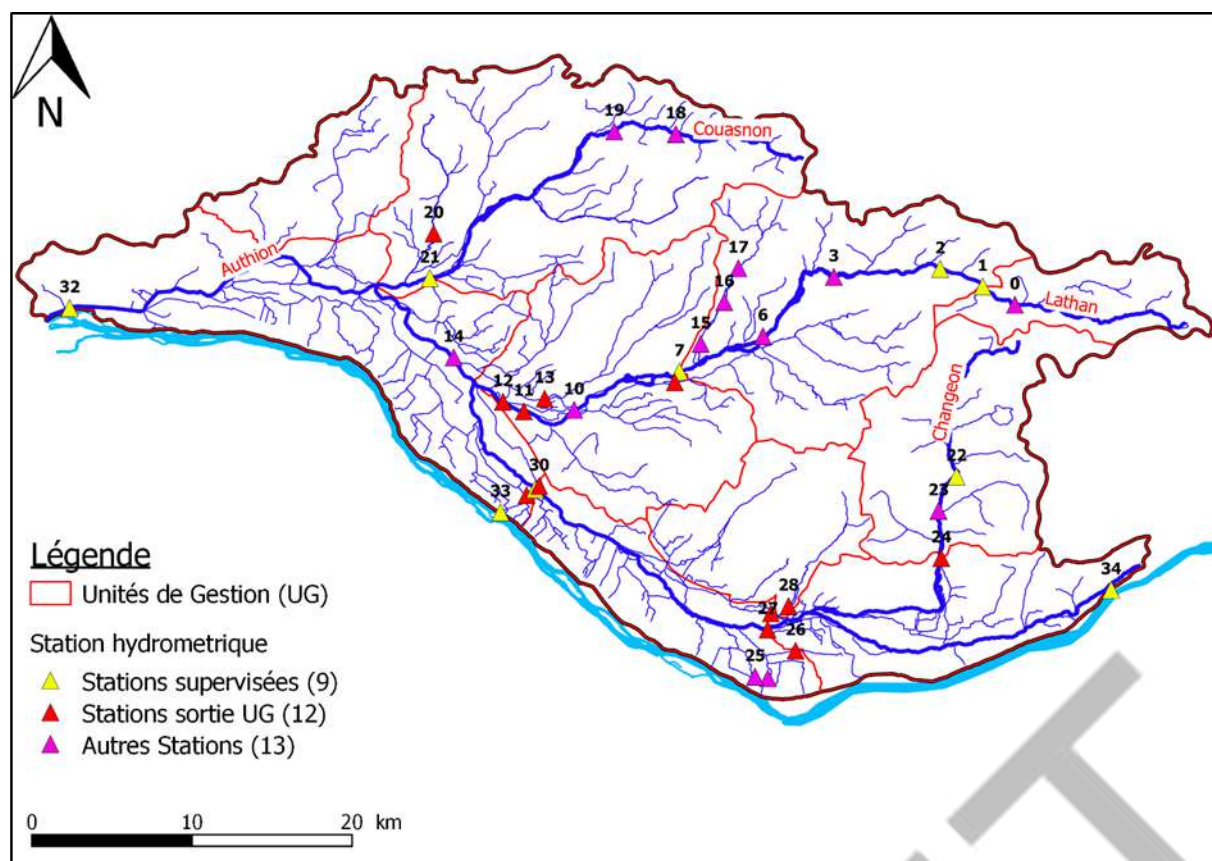 N
19
18
Couasnon
20
17
3
2
21
1
Authion
16
0
32
Lathan
15
6
14
7
Changeon
12
13
10
11
22
30
23
33
24
Légende
34
Unités de Gestion (UG)
28
27
26
Station hydrometrique
25
Stations supervisées (9)
Stations sortie UG (12)
Autres Stations (13)
0 10 20 km